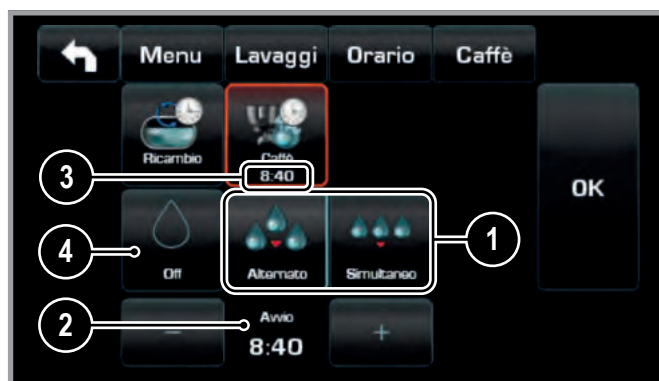 Menu Lavaggi Orario Caffè
Ricambio Caffè
8:40
3
OK
Off Alternato Simultaneo
4
1
Avvio
2
− 8:40 +